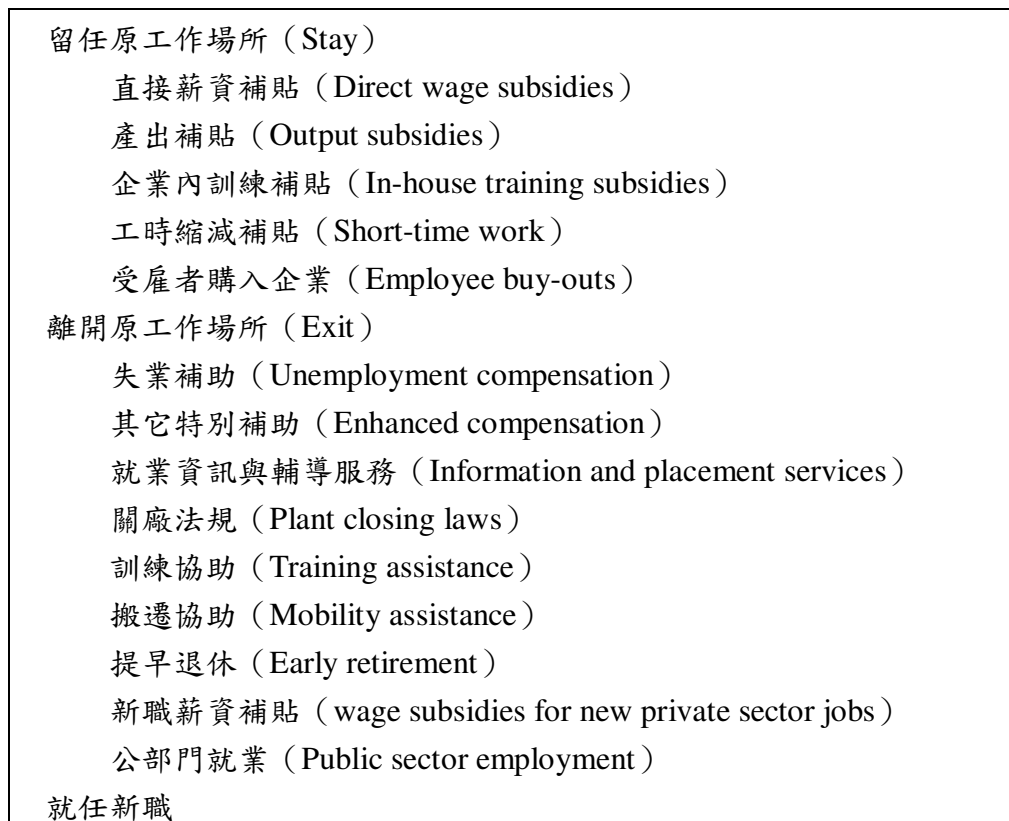 留任原工作場所（Stay）
直接薪資補貼（Direct wage subsidies）
產出補貼（Output subsidies）
企業內訓練補貼（In-house training subsidies）
工時縮減補貼（Short-time work）
受雇者購入企業（Employee buy-outs）
離開原工作場所（Exit）
失業補助（Unemployment compensation）
其它特別補助（Enhanced compensation）
就業資訊與輔導服務（Information and placement services）
關廠法規（Plant closing laws）
訓練協助（Training assistance）
搬遷協助（Mobility assistance）
提早退休（Early retirement）
新職薪資補貼（wage subsidies for new private sector jobs）
公部門就業（Public sector employment）
就任新職